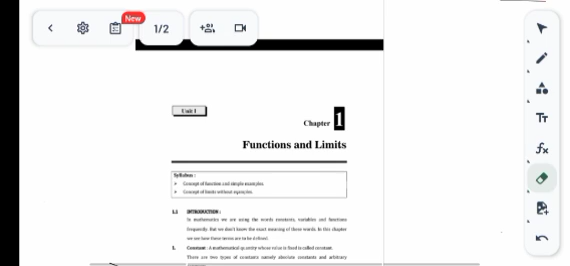 New
1/2
Unit I
Chapter 1
Functions and Limits
Syllabus :
Concept of function and simple examples
Concept of limits without examples.
1.1 INTRODUCTION :
In mathematics we are using the words constants, variables and functions
frequently. But we don't know the exact meaning of these words. In this chapter
we see how these terms are to be defined.
1. Constant : A mathematical quantity whose value is fixed is called constant.
There are two types of constants namely absolute constants and arbitrary
Tт
fx